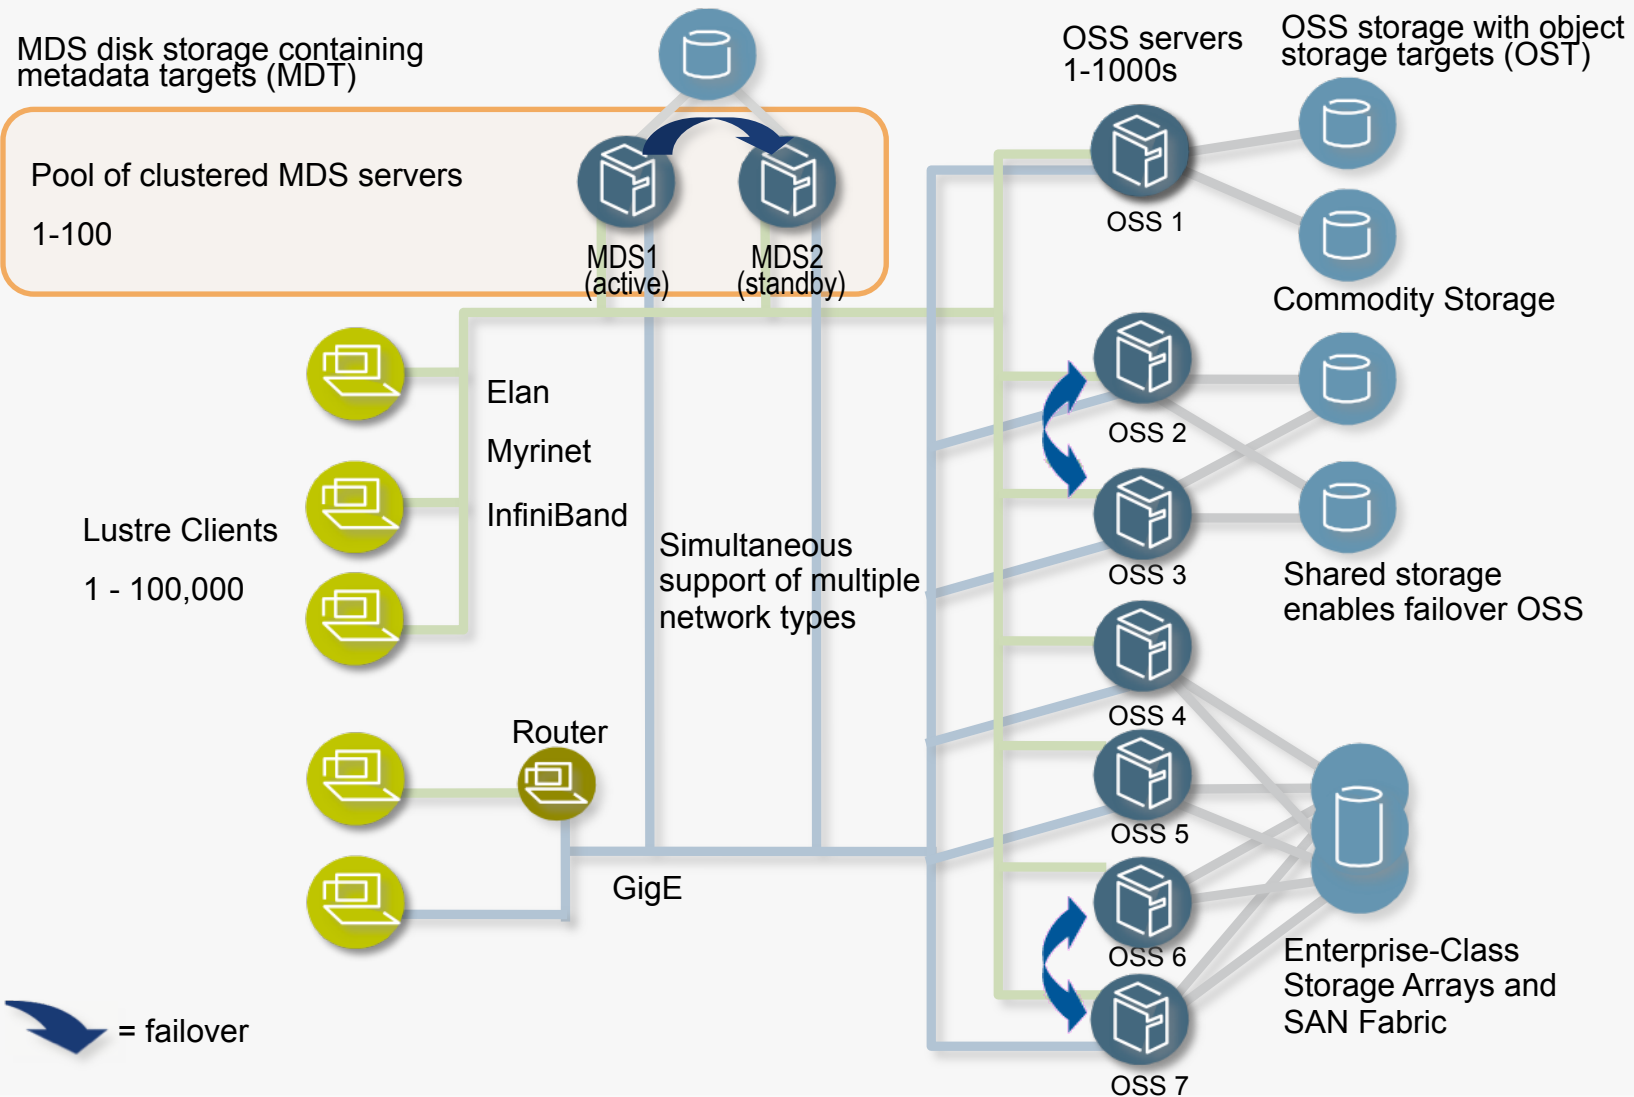 MDS disk storage containing
metadata targets (MDT)
OSS servers
1-1000s
OSS storage with object
storage targets (OST)
Pool of clustered MDS servers
1-100
MDS1
(active)
MDS2
(standby)
OSS 1
Commodity Storage
Elan
Myrinet
InfiniBand
Lustre Clients
1 - 100,000
Simultaneous
support of multiple
network types
OSS 2
OSS 3
Shared storage
enables failover OSS
OSS 4
Router
OSS 5
GigE
OSS 6
Enterprise-Class
Storage Arrays and
SAN Fabric
= failover
OSS 7